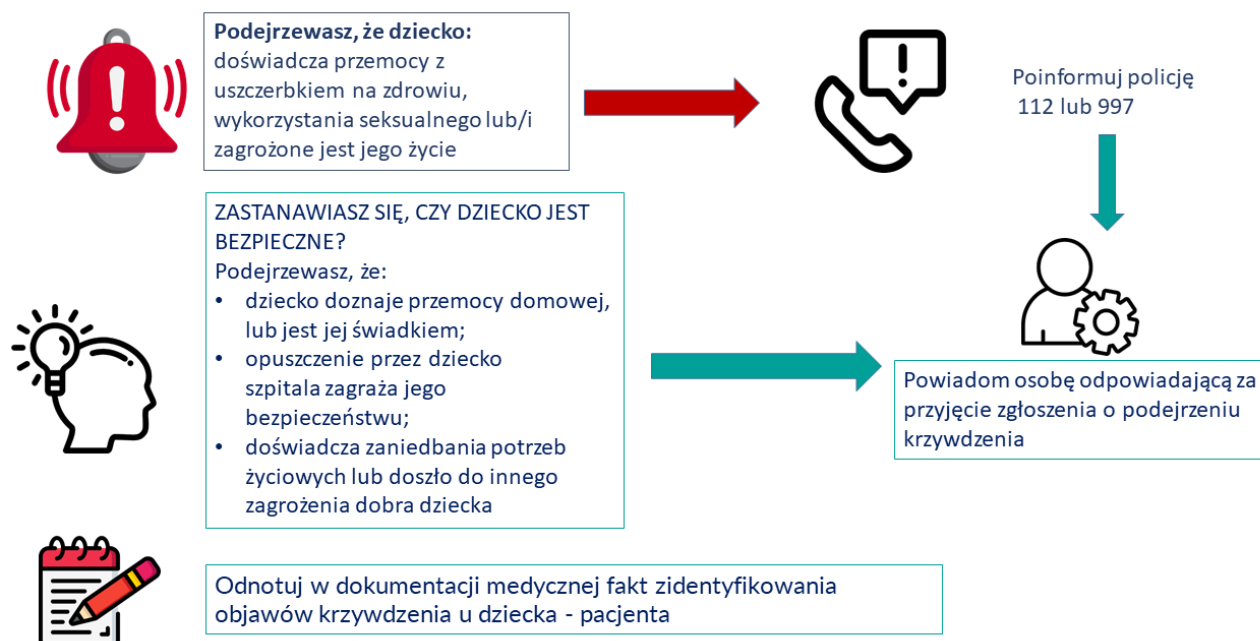 Podejrzewasz, że dziecko:
doświadcza przemocy z
uszczerbkiem na zdrowiu,
wykorzystania seksualnego lub/i
zagrożone jest jego życie
Poinformuj policję
112 lub 997
ZASTANAWIASZ SIĘ, CZY DZIECKO JEST
BEZPIECZNE?
Podejrzewasz, że:
• dziecko doznaje przemocy domowej,
lub jest jej świadkiem;
• opuszczenie przez dziecko
szpitala zagraża jego
bezpieczeństwu;
• doświadcza zaniedbania potrzeb
życiowych lub doszło do innego
zagrożenia dobra dziecka
Powiadom osobę odpowiadającą za
przyjęcie zgłoszenia o podejrzeniu
krzywdzenia
Odnotuj w dokumentacji medycznej fakt zidentyfikowania
objawów krzywdzenia u dziecka - pacjenta